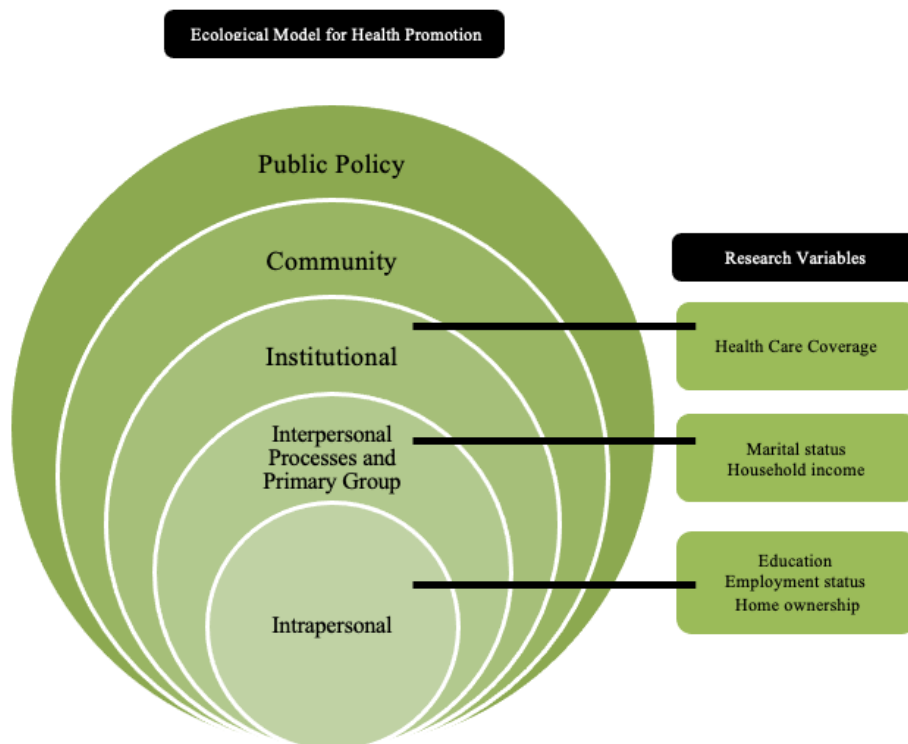 Ecological Model for Health Promotion
Public Policy
Community
Institutional
Interpersonal
Processes and
Primary Group
Intrapersonal
Research Variables
Health Care Coverage
Marital status
Household income
Education
Employment status
Home ownership